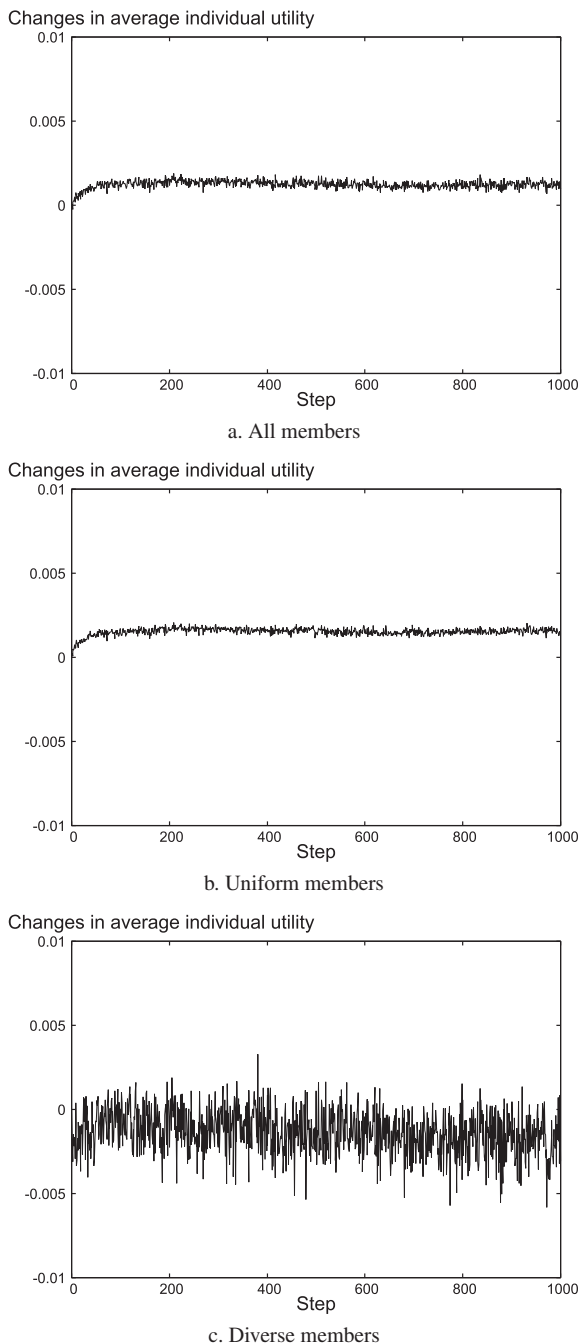 Changes in average individual utility
0.01
0.005
0
-0.005
-0.01
0 200 400 600 800 1000
Step
a. All members
Changes in average individual utility
0.01
0.005
0
-0.005
-0.01
0 200 400 600 800 1000
Step
b. Uniform members
Changes in average individual utility
0.01
0.005
0
-0.005
-0.01
0 200 400 600 800 1000
Step
c. Diverse members